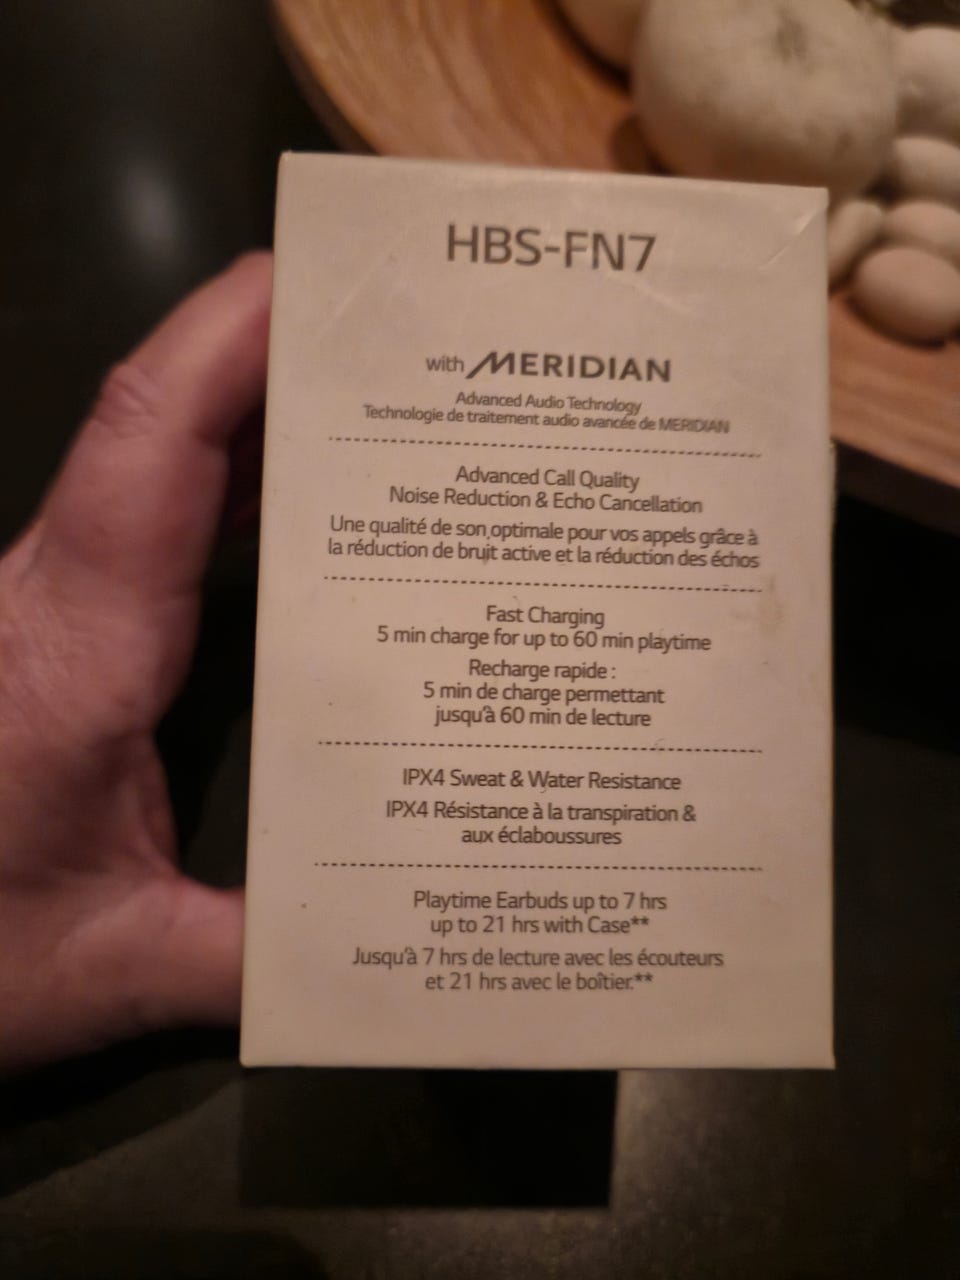 HBS-FN7
with MERIDIAN
Advanced Audio Technology
Technologie de traitement audio avancée de MERIDIAN
Advanced Call Quality
Noise Reduction & Echo Cancellation
Une qualité de son optimale pour vos appels grâce à
la réduction de bruit active et la réduction des échos
Fast Charging
5 min charge for up to 60 min playtime
Recharge rapide :
5 min de charge permettant
jusqu'à 60 min de lecture
IPX4 Sweat & Water Resistance
IPX4 Résistance à la transpiration &
aux éclaboussures
Playtime Earbuds up to 7 hrs
up to 21 hrs with Case**
Jusqu'à 7 hrs de lecture avec les écouteurs
et 21 hrs avec le boîtier.**